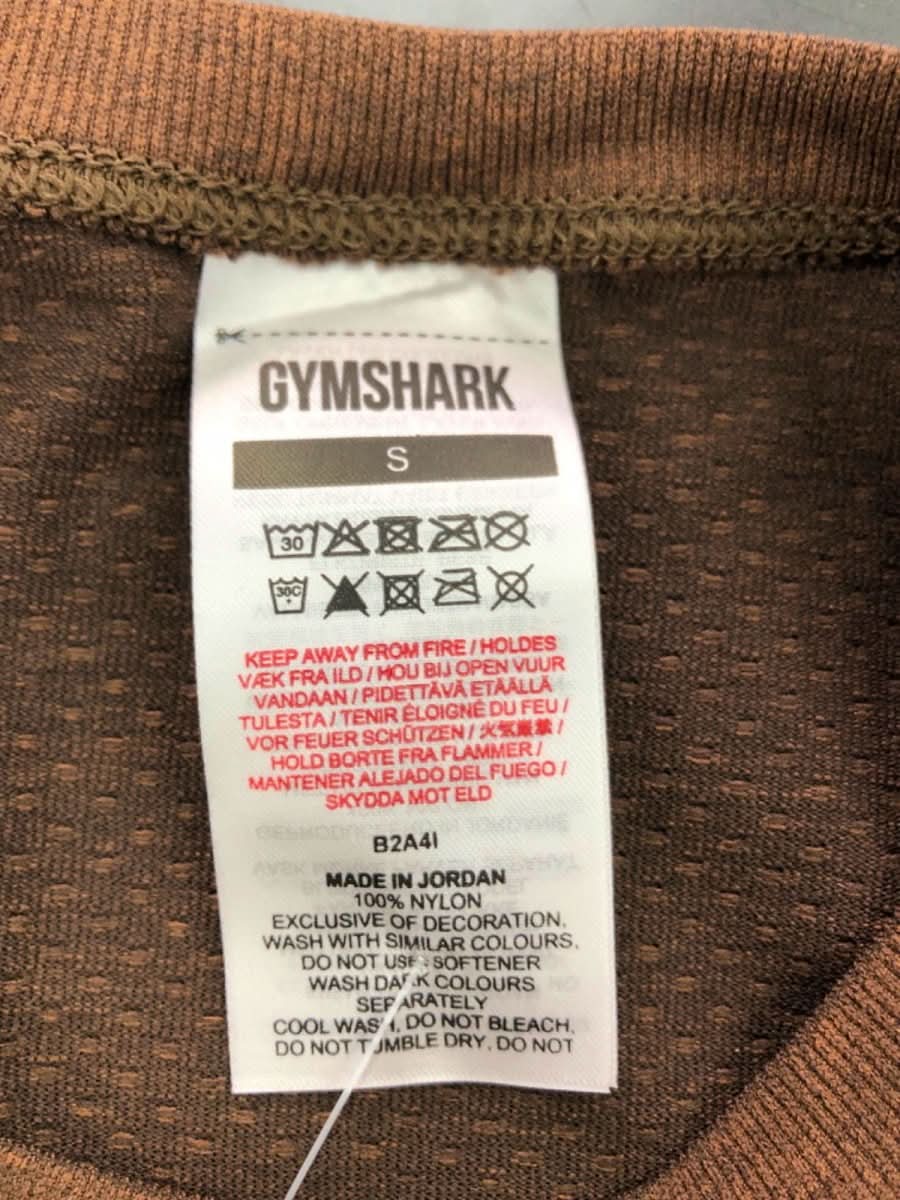 GYMSHARK
S
30
30C
KEEP AWAY FROM FIRE / HOLDES
VÆK FRA ILD / HOU BIJ OPEN VUUR
VANDAAN / PIDETTÄVÄ ETÄÄLLÄ
TULESTA / TENIR ÉLOIGNÉ DU FEU /
VOR FEUER SCHÜTZEN / 火気厳禁 /
HOLD BORTE FRA FLAMMER /
MANTENER ALEJADO DEL FUEGO /
SKYDDA MOT ELD
B2A4I
MADE IN JORDAN
100% NYLON
EXCLUSIVE OF DECORATION.
WASH WITH SIMILAR COLOURS.
DO NOT USE SOFTENER
WASH DARK COLOURS
SEPARATELY
COOL WASH. DO NOT BLEACH.
DO NOT TUMBLE DRY. DO NOT